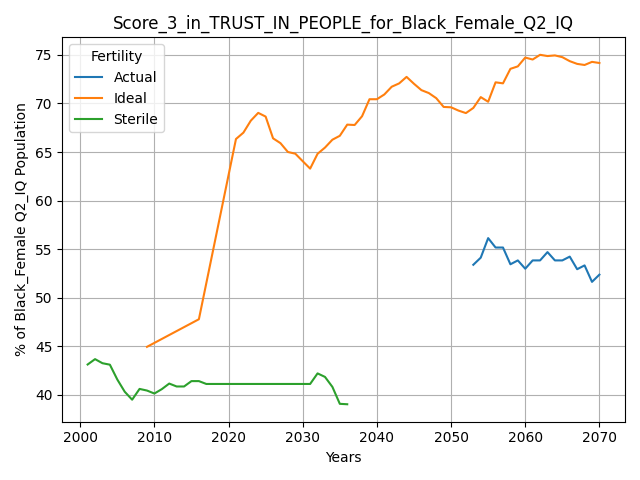 Score_3_in_TRUST_IN_PEOPLE_for_Black_Female_Q2_IQ
Fertility
Actual
Ideal
Sterile
% of Black_Female Q2_IQ Population
75
70
65
60
55
50
45
40
2000 2010 2020 2030 2040 2050 2060 2070
Years